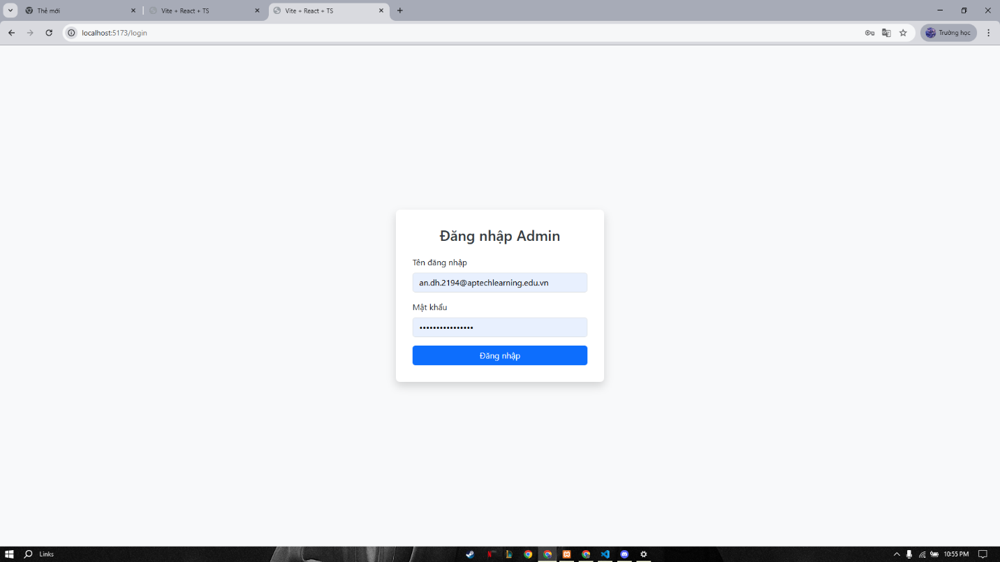 Thẻ mới
Vite + React + TS
Vite + React + TS
localhost:5173/login
Trường học
Đăng nhập Admin
Tên đăng nhập
an.dh.2194@aptechlearning.edu.vn
Mật khẩu
••••••••••••••••
Đăng nhập
Links
10:55 PM